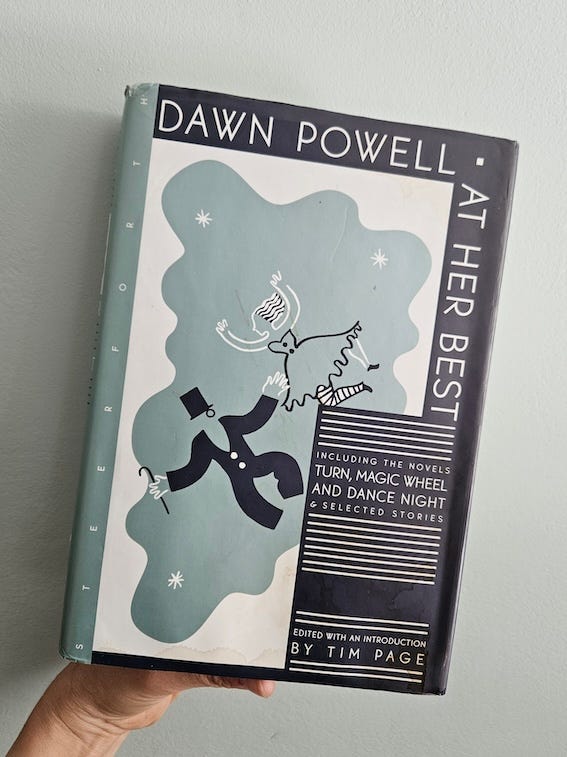 DAWN POWELL ▪ AT HER BEST
INCLUDING THE NOVELS
TURN, MAGIC WHEEL
AND DANCE NIGHT
& SELECTED STORIES
EDITED WITH AN INTRODUCTION
BY TIM PAGE
STEERFORTH